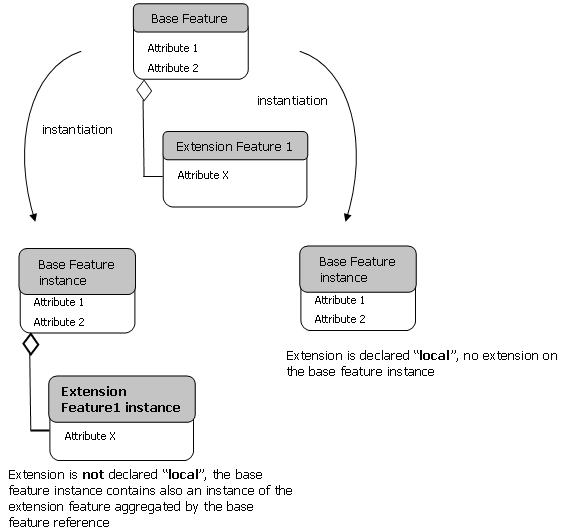 Base Feature
Attribute 1
Attribute 2
instantiation
instantiation
Extension Feature 1
Attribute X
Base Feature
instance
Attribute 1
Attribute 2
Base Feature
instance
Attribute 1
Attribute 2
Extension is declared “local”, no extension on
the base feature instance
Extension
Feature1 instance
Attribute X
Extension is not declared “local”, the base
feature instance contains also an instance of the
extension feature aggregated by the base
feature reference